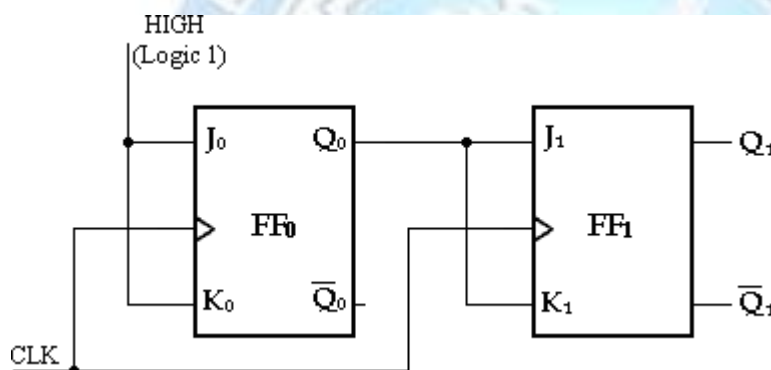 HIGH
(Logic 1)
J₀ Q₀ J₁ Q₁
FF₀ FF₁
K₀ Q̅₀ K₁ Q̅₁
CLK